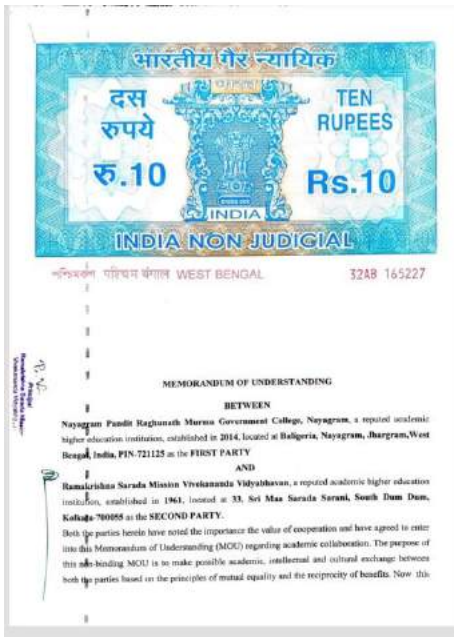 भारतीय गैर न्यायिक
दस
रुपये
रु.10
TEN
RUPEES
Rs.10
INDIA
INDIA NON JUDICIAL
পশ্চিমবঙ্গ पश्चिम बंगाल WEST BENGAL 32AB 165227
Principal
Ramakrishna Sarada Mission
MEMORANDUM OF UNDERSTANDING
BETWEEN
Nayagram Pandit Raghunath Murmu Government College, Nayagram, a reputed academic
higher education institution, established in 2014, located at Baligeria, Nayagram, Jhargram,West
Bengal, India, PIN-721125 as the FIRST PARTY
AND
Ramakrishna Sarada Mission Vivekananda Vidyabhavan, a reputed academic higher education
institution, established in 1961, located at 33, Sri Maa Sarada Sarani, South Dum Dum,
Kolkata-700055 as the SECOND PARTY.
Both the parties herein have noted the importance the value of cooperation and have agreed to enter
into this Memorandum of Understanding (MOU) regarding academic collaboration. The purpose of
this non-binding MOU is to make possible academic, intellectual and cultural exchange between
both the parties based on the principles of mutual equality and the reciprocity of benefits. Now this